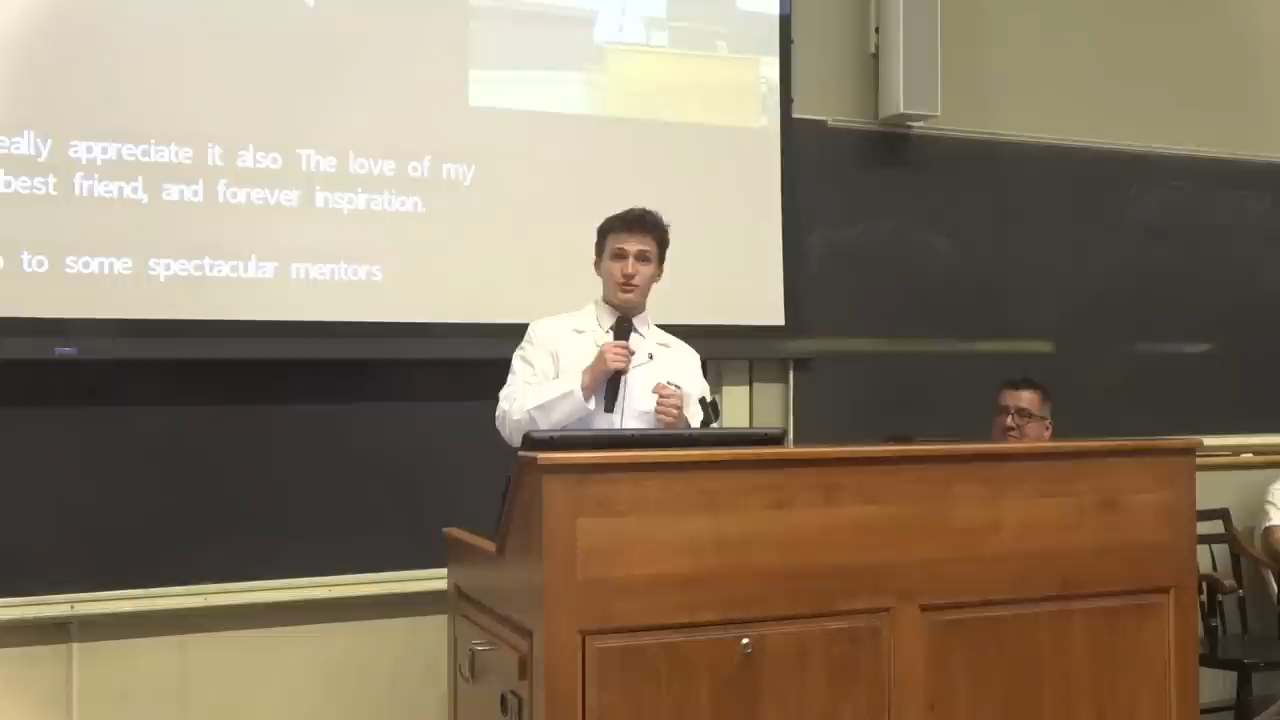 eally appreciate it also The love of my
best friend, and forever inspiration.
to some spectacular mentors